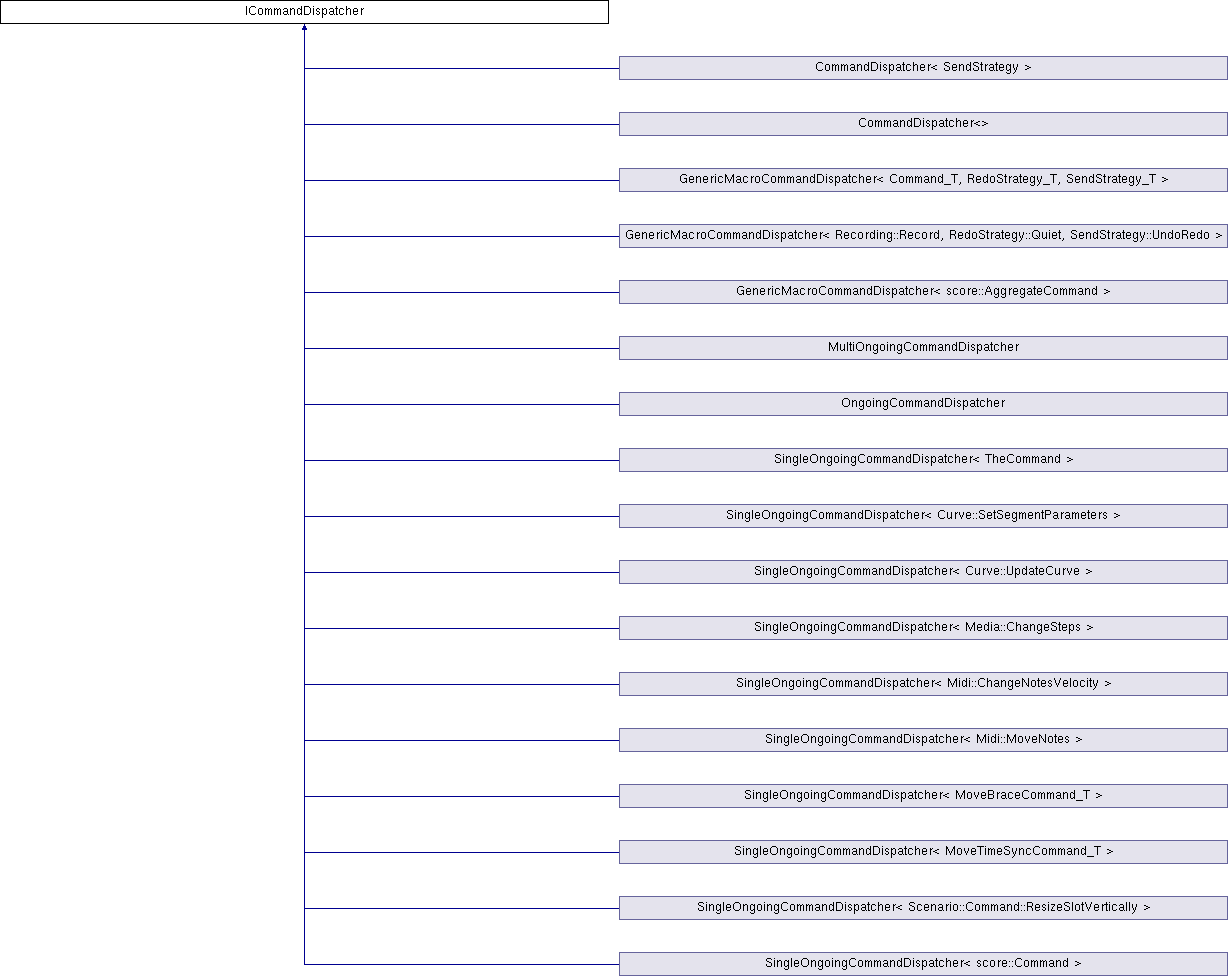 ICommandDispatcher
CommandDispatcher< SendStrategy >
CommandDispatcher<>
GenericMacroCommandDispatcher< Command_T, RedoStrategy_T, SendStrategy_T >
GenericMacroCommandDispatcher< Recording::Record, RedoStrategy::Quiet, SendStrategy::UndoRedo >
GenericMacroCommandDispatcher< score::AggregateCommand >
MultiOngoingCommandDispatcher
OngoingCommandDispatcher
SingleOngoingCommandDispatcher< TheCommand >
SingleOngoingCommandDispatcher< Curve::SetSegmentParameters >
SingleOngoingCommandDispatcher< Curve::UpdateCurve >
SingleOngoingCommandDispatcher< Media::ChangeSteps >
SingleOngoingCommandDispatcher< Midi::ChangeNotesVelocity >
SingleOngoingCommandDispatcher< Midi::MoveNotes >
SingleOngoingCommandDispatcher< MoveBraceCommand_T >
SingleOngoingCommandDispatcher< MoveTimeSyncCommand_T >
SingleOngoingCommandDispatcher< Scenario::Command::ResizeSlotVertically >
SingleOngoingCommandDispatcher< score::Command >